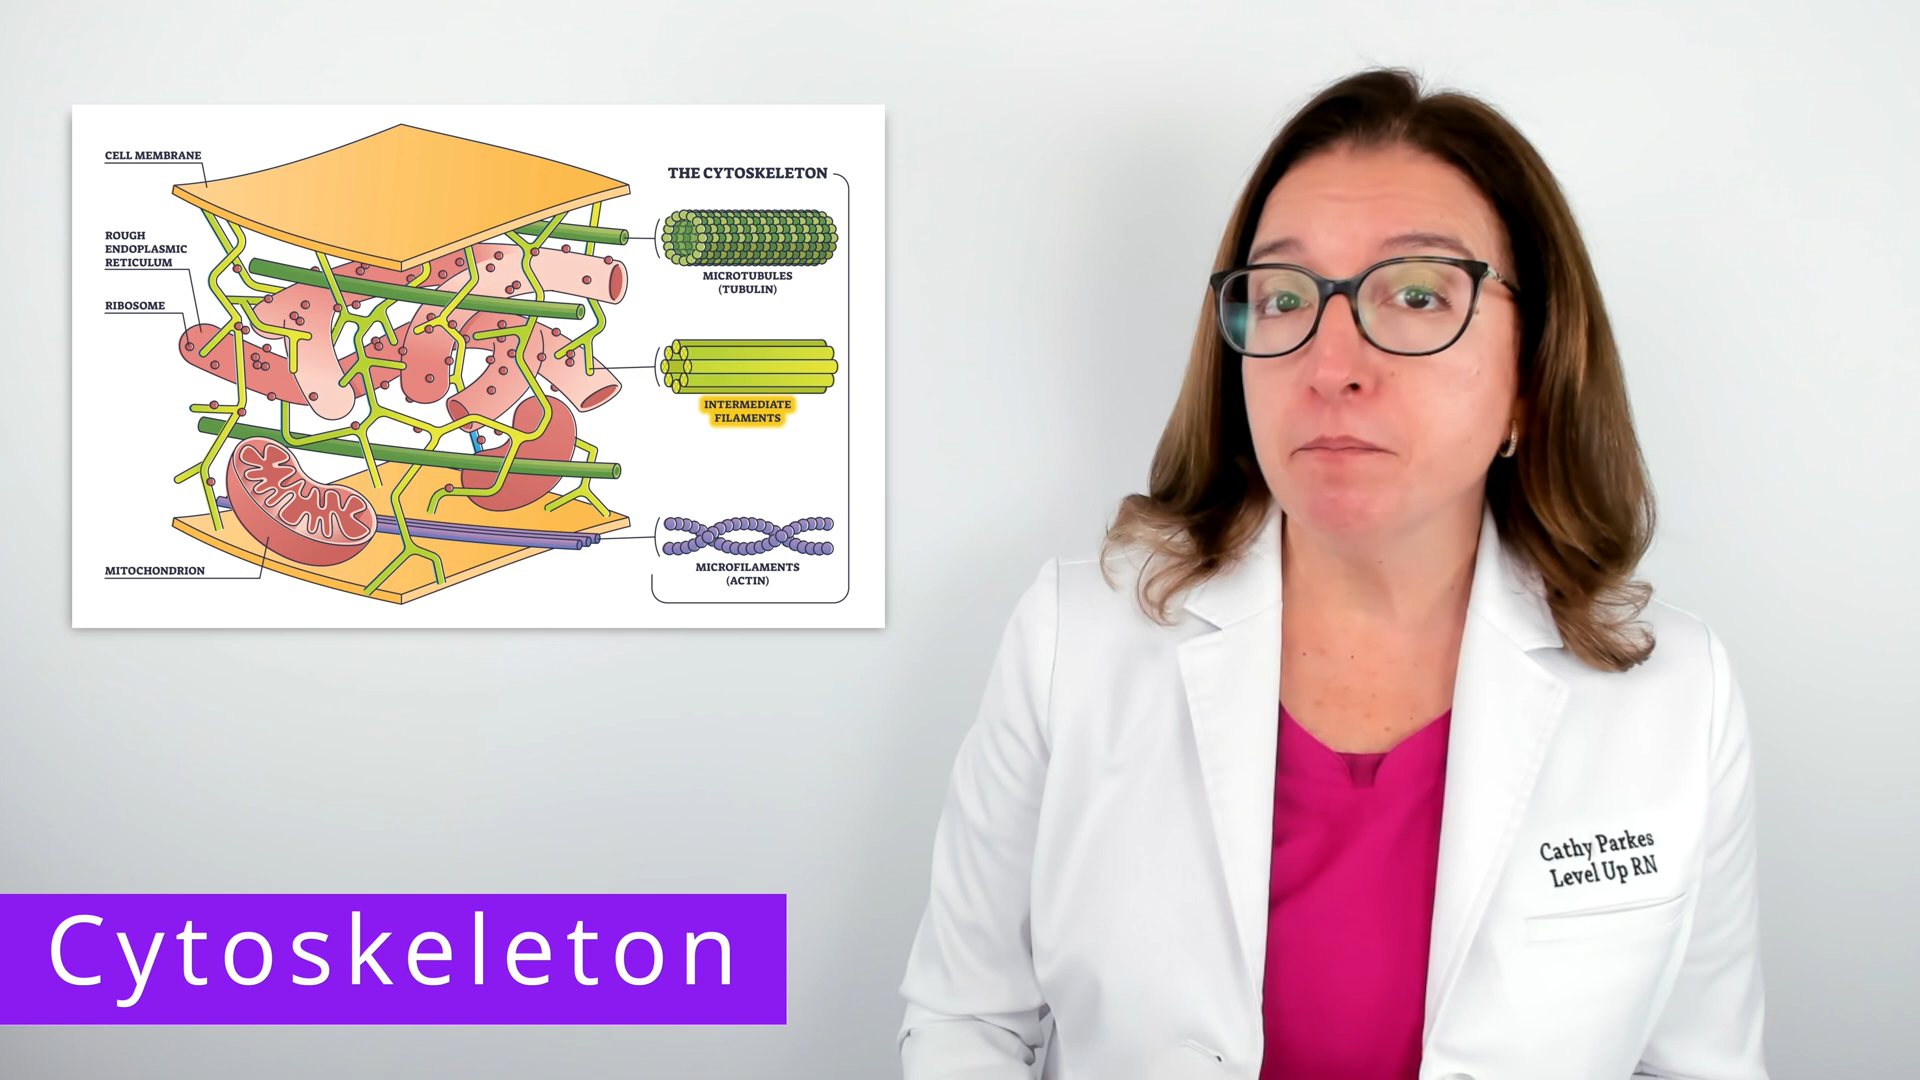 CELL MEMBRANE
ROUGH
ENDOPLASMIC
RETICULUM
RIBOSOME
MITOCHONDRION
THE CYTOSKELETON
MICROTUBULES
(TUBULIN)
INTERMEDIATE
FILAMENTS
MICROFILAMENTS
(ACTIN)
Cathy Parkes
Level Up RN
Cytoskeleton